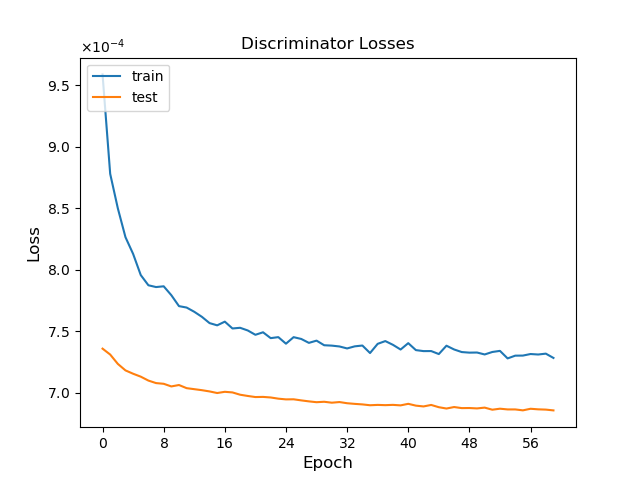 ×10⁻⁴
Discriminator Losses
train
test
9.5
9.0
8.5
8.0
7.5
7.0
Loss
0 8 16 24 32 40 48 56
Epoch